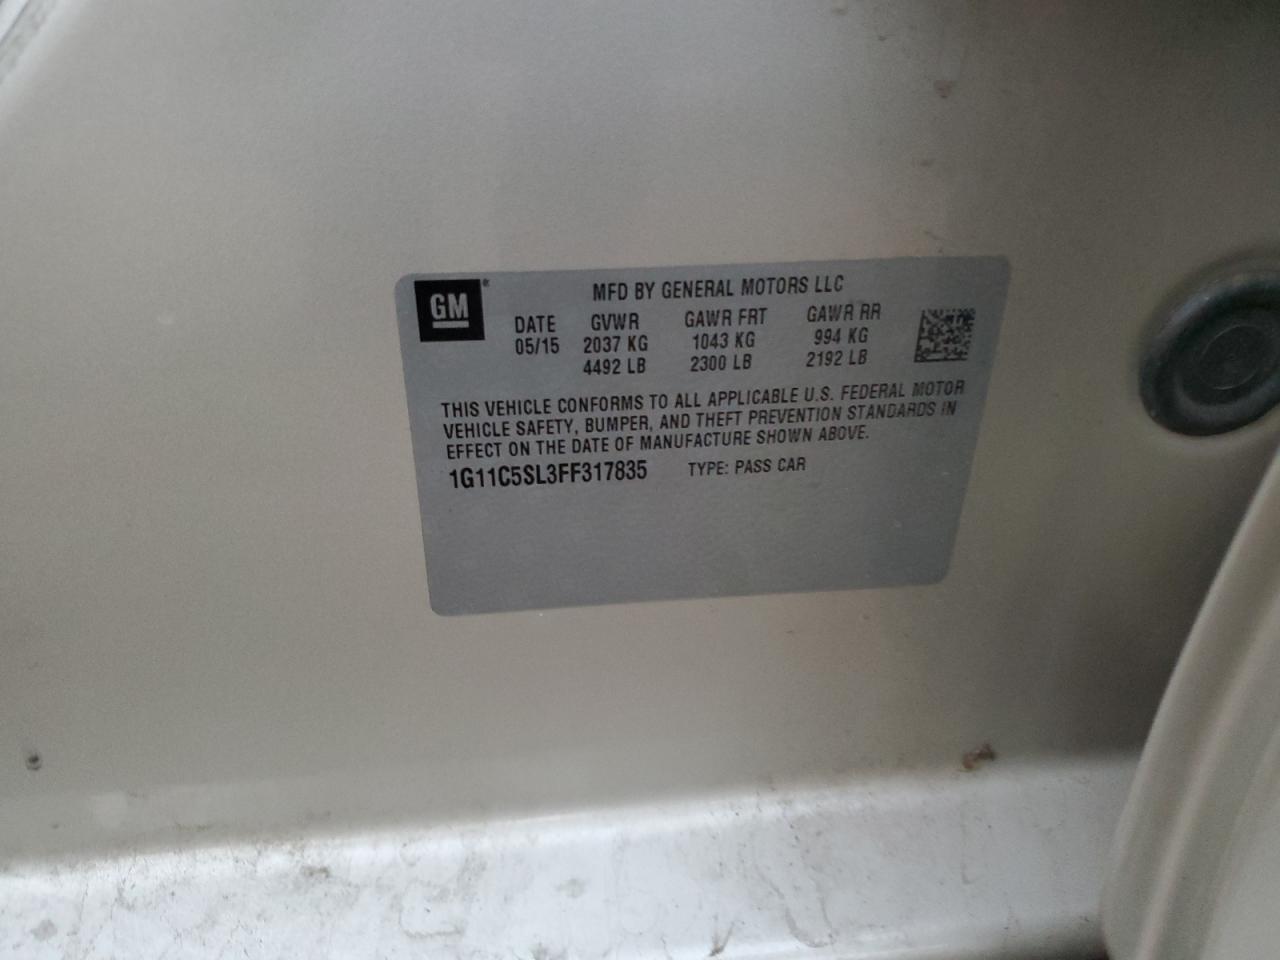 GM®
MFD BY GENERAL MOTORS LLC
DATE GVWR GAWR FRT GAWR RR
05/15 2037 KG 1043 KG 994 KG
4492 LB 2300 LB 2192 LB
THIS VEHICLE CONFORMS TO ALL APPLICABLE U.S. FEDERAL MOTOR
VEHICLE SAFETY, BUMPER, AND THEFT PREVENTION STANDARDS IN
EFFECT ON THE DATE OF MANUFACTURE SHOWN ABOVE.
1G11C5SL3FF317835 TYPE: PASS CAR